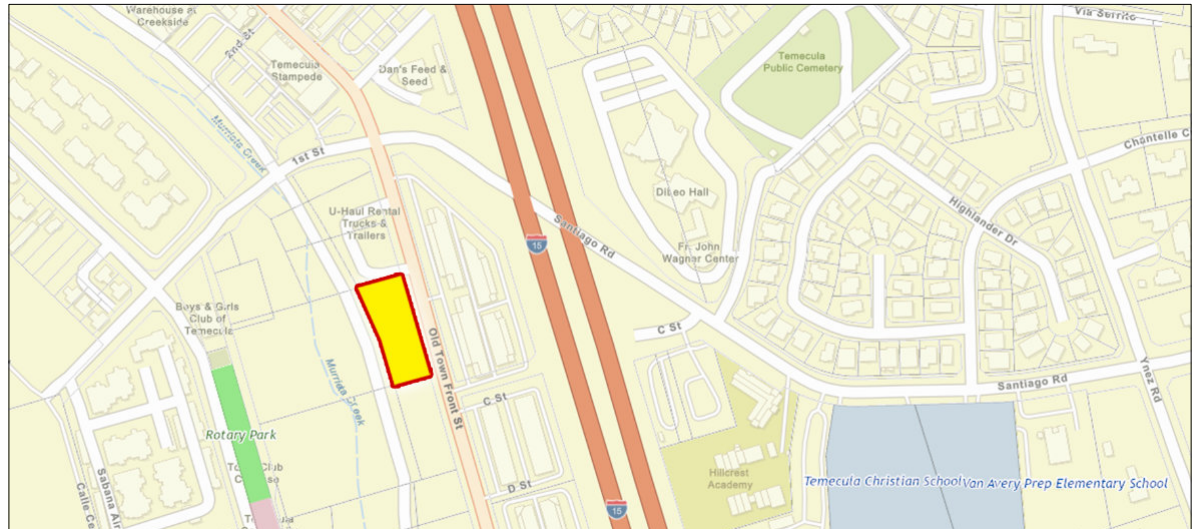 Warehouse at
Creekside
2nd St
Temecula
Stampede
Dan's Feed &
Seed
Temecula
Public Cemetery
Via Serrito
Murrieta Creek
1st St
Chantelle C
U-Haul Rental
Trucks &
Trailers
DiLeo Hall
Highlander Dr
Santiago Rd
15
Fr. John
Wagner Center
Boys & Girls
Club of
Temecula
Old Town Front St
C St
Murrieta Creek
C St
Santiago Rd
Ynez Rd
Rotary Park
D St
Hillcrest
Academy
Temecula Christian School
Van Avery Prep Elementary School
15